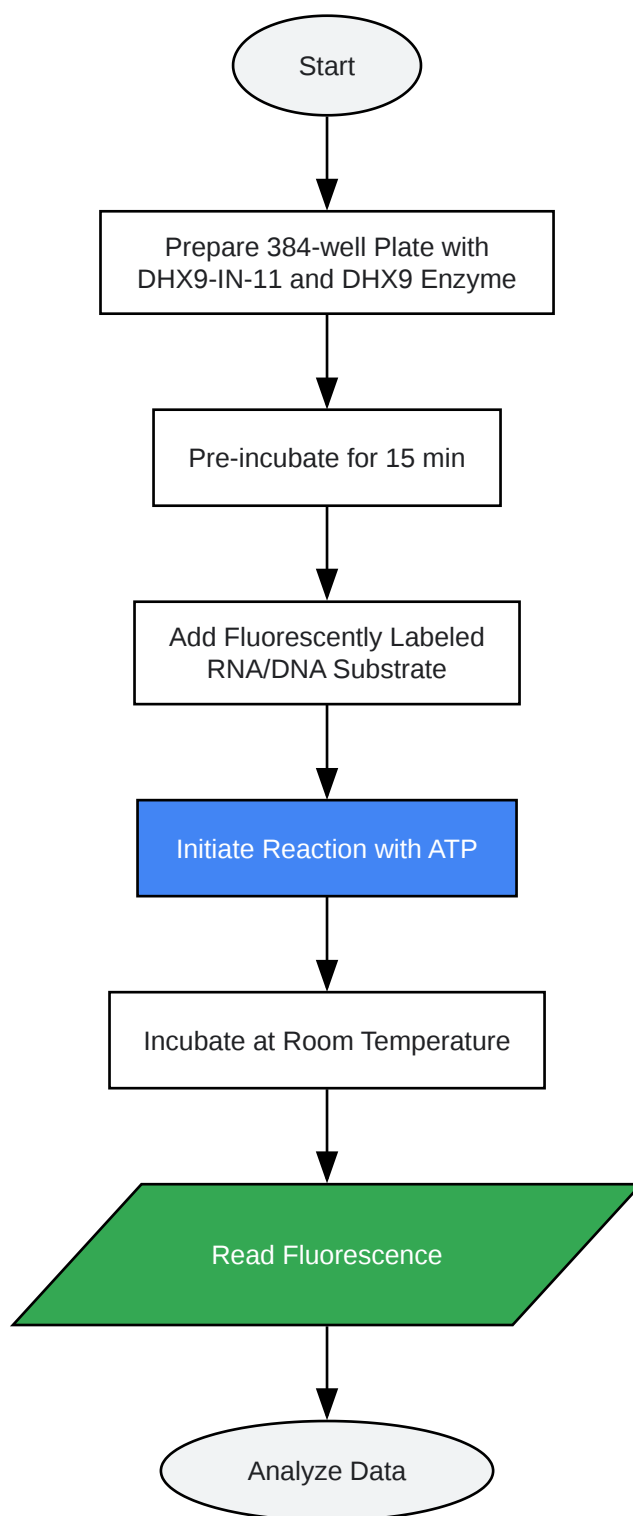 Start
Prepare 384-well Plate with
DHX9-IN-11 and DHX9 Enzyme
Pre-incubate for 15 min
Add Fluorescently Labeled
RNA/DNA Substrate
Initiate Reaction with ATP
Incubate at Room Temperature
Read Fluorescence
Analyze Data